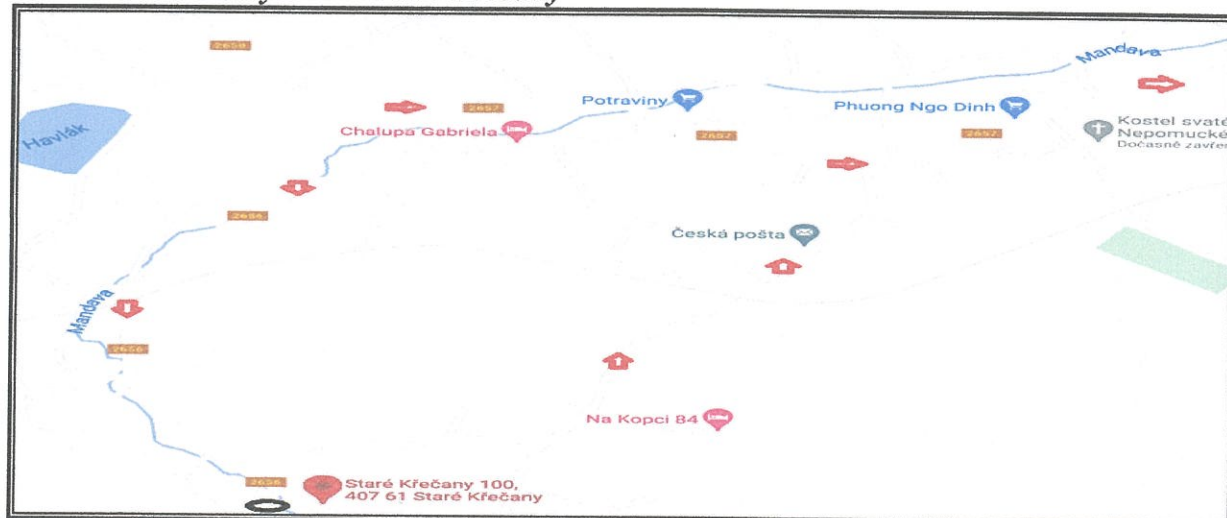 2659
Mandava
Havlák
2657
Potraviny
Phuong Ngo Dinh
Chalupa Gabriela
2657
2657
Kostel svaté
Nepomucké
Dočasně zavřen
2656
Česká pošta
Mandava
2656
Na Kopci 84
2656
Staré Křečany 100,
407 61 Staré Křečany